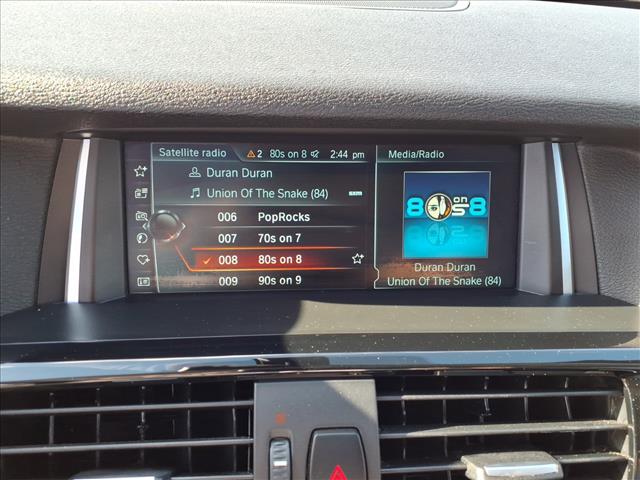 Satellite radio 2 80s on 8 2:44 pm
Duran Duran
Union Of The Snake (84)
006 PopRocks
007 70s on 7
008 80s on 8
009 90s on 9
Media/Radio
80s on 8
Duran Duran
Union Of The Snake (84)